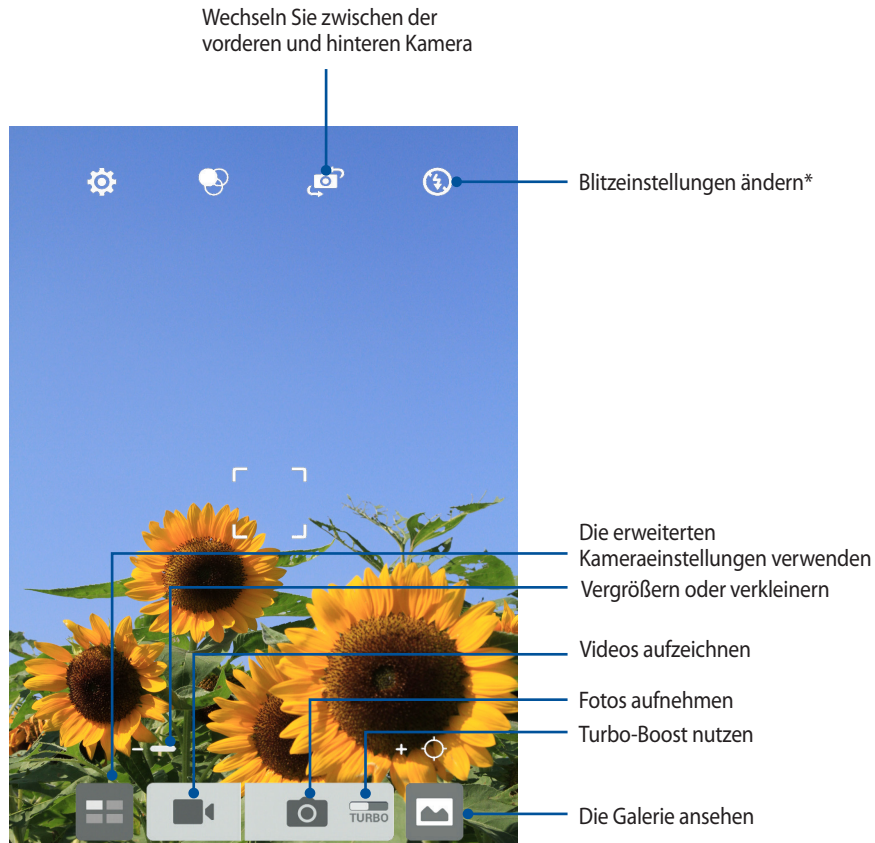 Wechseln Sie zwischen der
vorderen und hinteren Kamera
Blitzeinstellungen ändern*
Die erweiterten
Kameraeinstellungen verwenden
Vergrößern oder verkleinern
Videos aufzeichnen
Fotos aufnehmen
Turbo-Boost nutzen
TURBO
Die Galerie ansehen